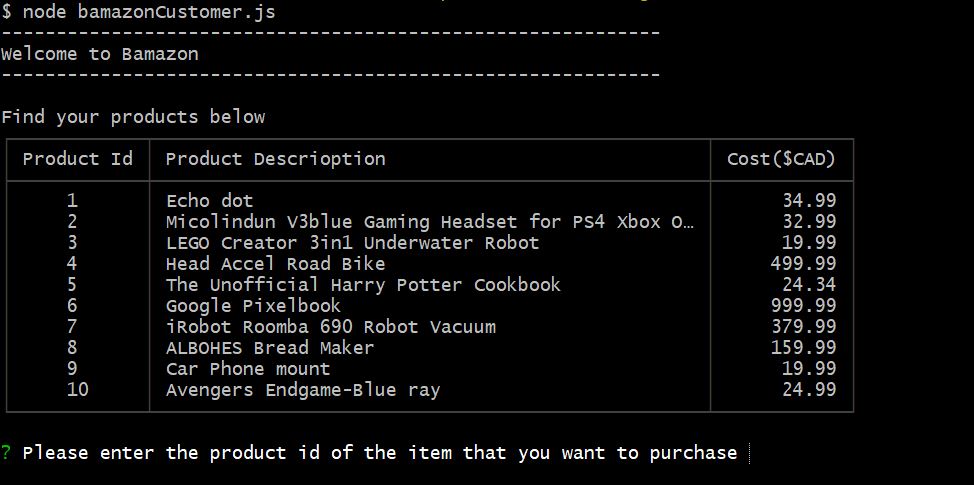 $ node bamazonCustomer.js
------------------------------------------------------------
Welcome to Bamazon
------------------------------------------------------------
Find your products below
Product Id Product Descrioption Cost($CAD)
1 Echo dot 34.99
2 Micolindun V3blue Gaming Headset for PS4 Xbox O… 32.99
3 LEGO Creator 3in1 Underwater Robot 19.99
4 Head Accel Road Bike 499.99
5 The Unofficial Harry Potter Cookbook 24.34
6 Google Pixelbook 999.99
7 iRobot Roomba 690 Robot Vacuum 379.99
8 ALBOHES Bread Maker 159.99
9 Car Phone mount 19.99
10 Avengers Endgame-Blue ray 24.99
? Please enter the product id of the item that you want to purchase